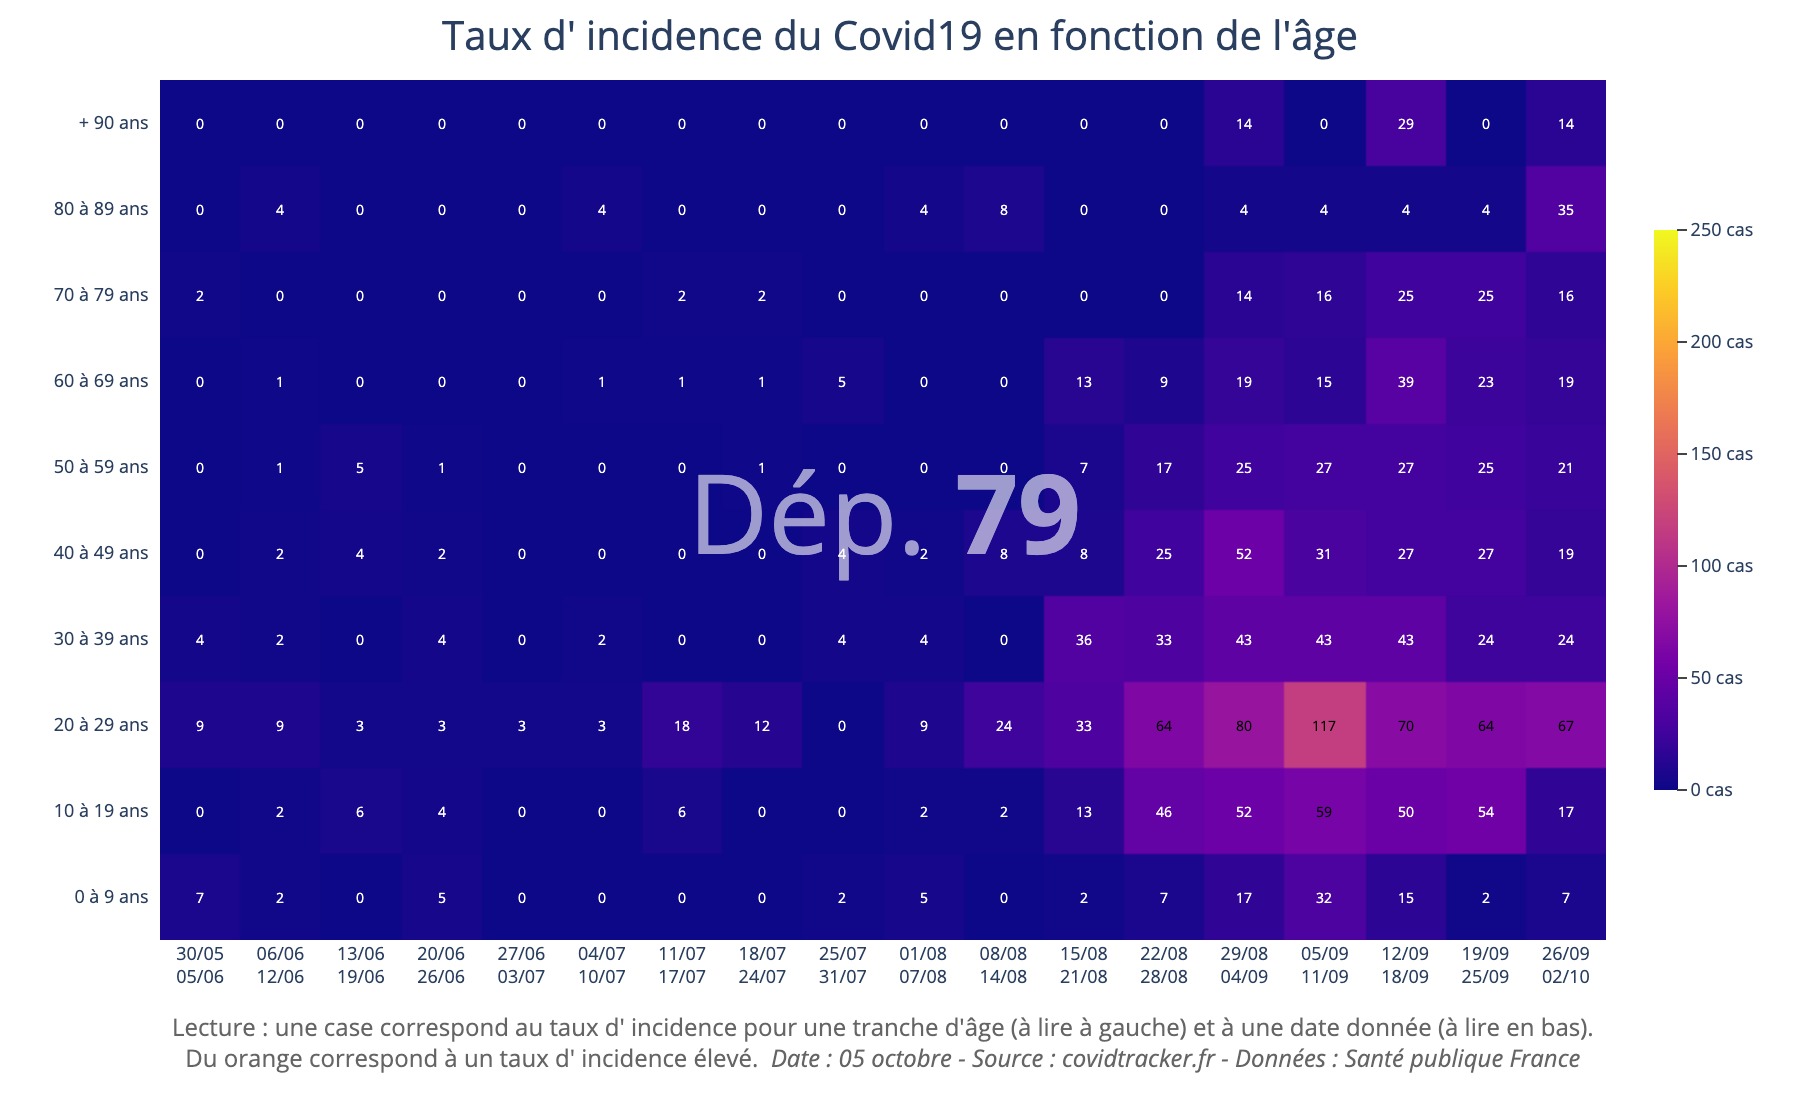 Taux d' incidence du Covid19 en fonction de l'âge
+ 90 ans 0 0 0 0 0 0 0 0 0 0 0 0 0 14 0 29 0 14
80 à 89 ans 0 4 0 0 0 4 0 0 0 4 8 0 0 4 4 4 4 35
250 cas
70 à 79 ans 2 0 0 0 0 0 2 2 0 0 0 0 0 14 16 25 25 16
200 cas
60 à 69 ans 0 1 0 0 0 1 1 1 5 0 0 13 9 19 15 39 23 19
150 cas
50 à 59 ans 0 1 5 1 0 0 0 1 0 0 0 7 17 25 27 27 25 21
Dép. 79
40 à 49 ans 0 2 4 2 0 0 0 0 4 2 8 8 25 52 31 27 27 19
100 cas
30 à 39 ans 4 2 0 4 0 2 0 0 4 4 0 36 33 43 43 43 24 24
50 cas
20 à 29 ans 9 9 3 3 3 3 18 12 0 9 24 33 64 80 117 70 64 67
0 cas
10 à 19 ans 0 2 6 4 0 0 6 0 0 2 2 13 46 52 59 50 54 17
0 à 9 ans 7 2 0 5 0 0 0 0 2 5 0 2 7 17 32 15 2 7
30/05 06/06 13/06 20/06 27/06 04/07 11/07 18/07 25/07 01/08 08/08 15/08 22/08 29/08 05/09 12/09 19/09 26/09
05/06 12/06 19/06 26/06 03/07 10/07 17/07 24/07 31/07 07/08 14/08 21/08 28/08 04/09 11/09 18/09 25/09 02/10
Lecture : une case correspond au taux d' incidence pour une tranche d'âge (à lire à gauche) et à une date donnée (à lire en bas).
Du orange correspond à un taux d' incidence élevé. Date : 05 octobre - Source : covidtracker.fr - Données : Santé publique France